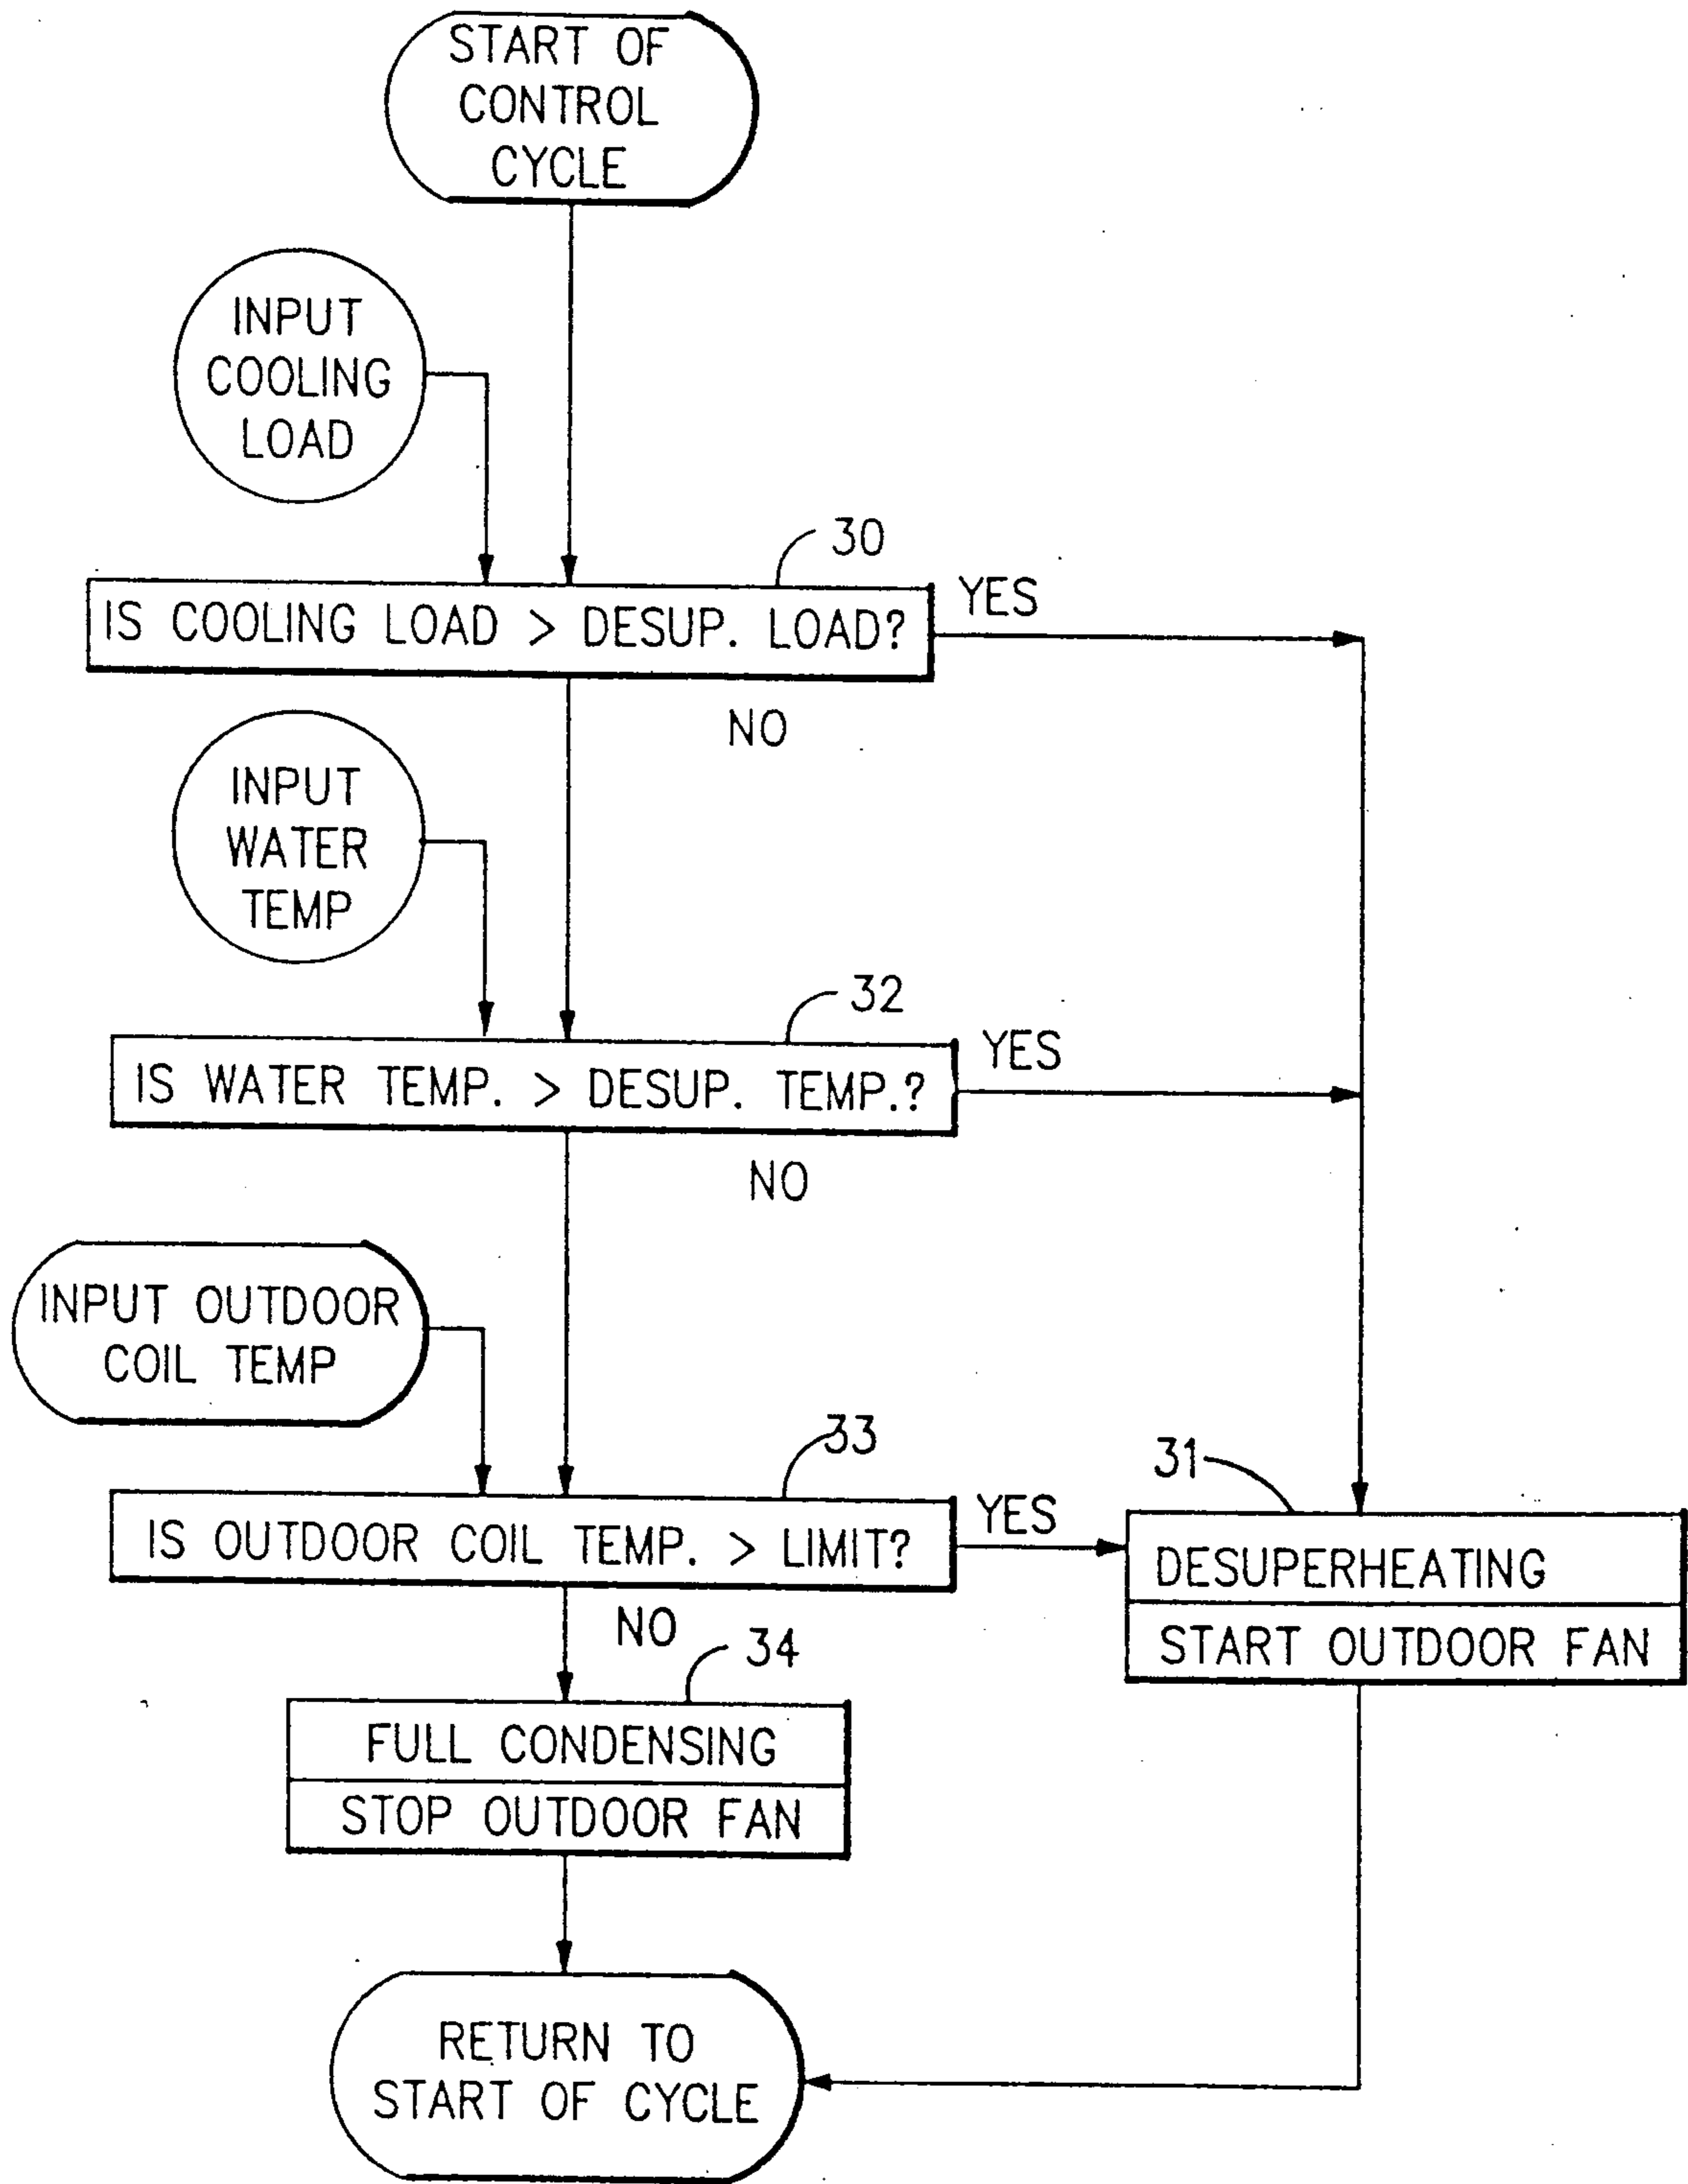 START OF
CONTROL
CYCLE
INPUT
COOLING
LOAD
30
IS COOLING LOAD > DESUP. LOAD?
YES
NO
INPUT
WATER
TEMP
32
IS WATER TEMP. > DESUP. TEMP.?
YES
NO
INPUT OUTDOOR
COIL TEMP
33
IS OUTDOOR COIL TEMP. > LIMIT?
YES
31
DESUPERHEATING
START OUTDOOR FAN
NO
34
FULL CONDENSING
STOP OUTDOOR FAN
RETURN TO
START OF CYCLE